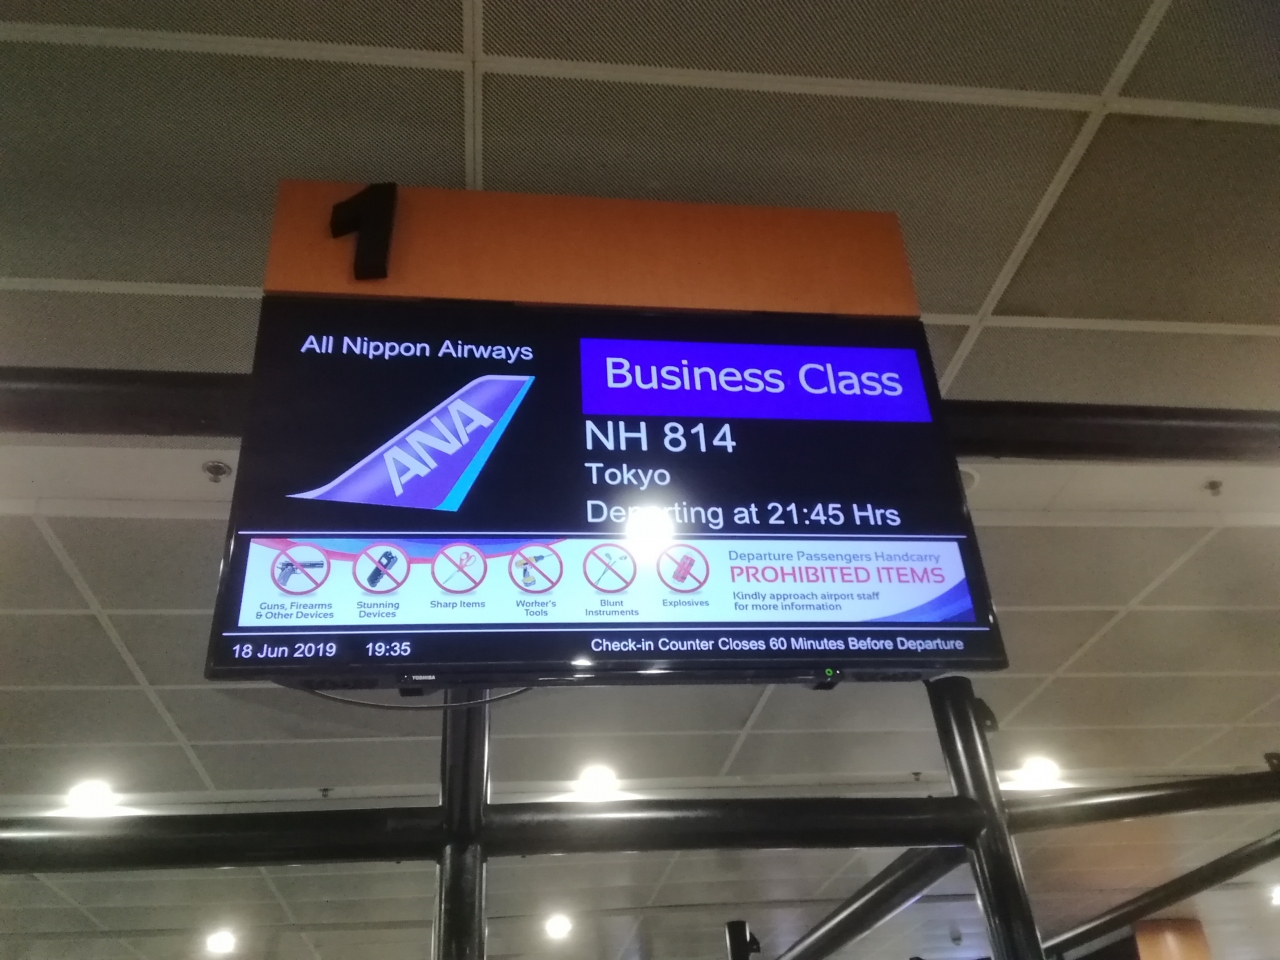 1
All Nippon Airways
ANA
Business Class
NH 814
Tokyo
Departing at 21:45 Hrs
Guns, Firearms
& Other Devices
Stunning
Devices
Sharp Items
Worher's
Tools
Blunt
Instruments
Explosives
Departure Passengers Handcarry
PROHIBITED ITEMS
Kindly approach airport staff
for more information
18 Jun 2019 19:35
Check-in Counter Closes 60 Minutes Before Departure
TOSHIBA